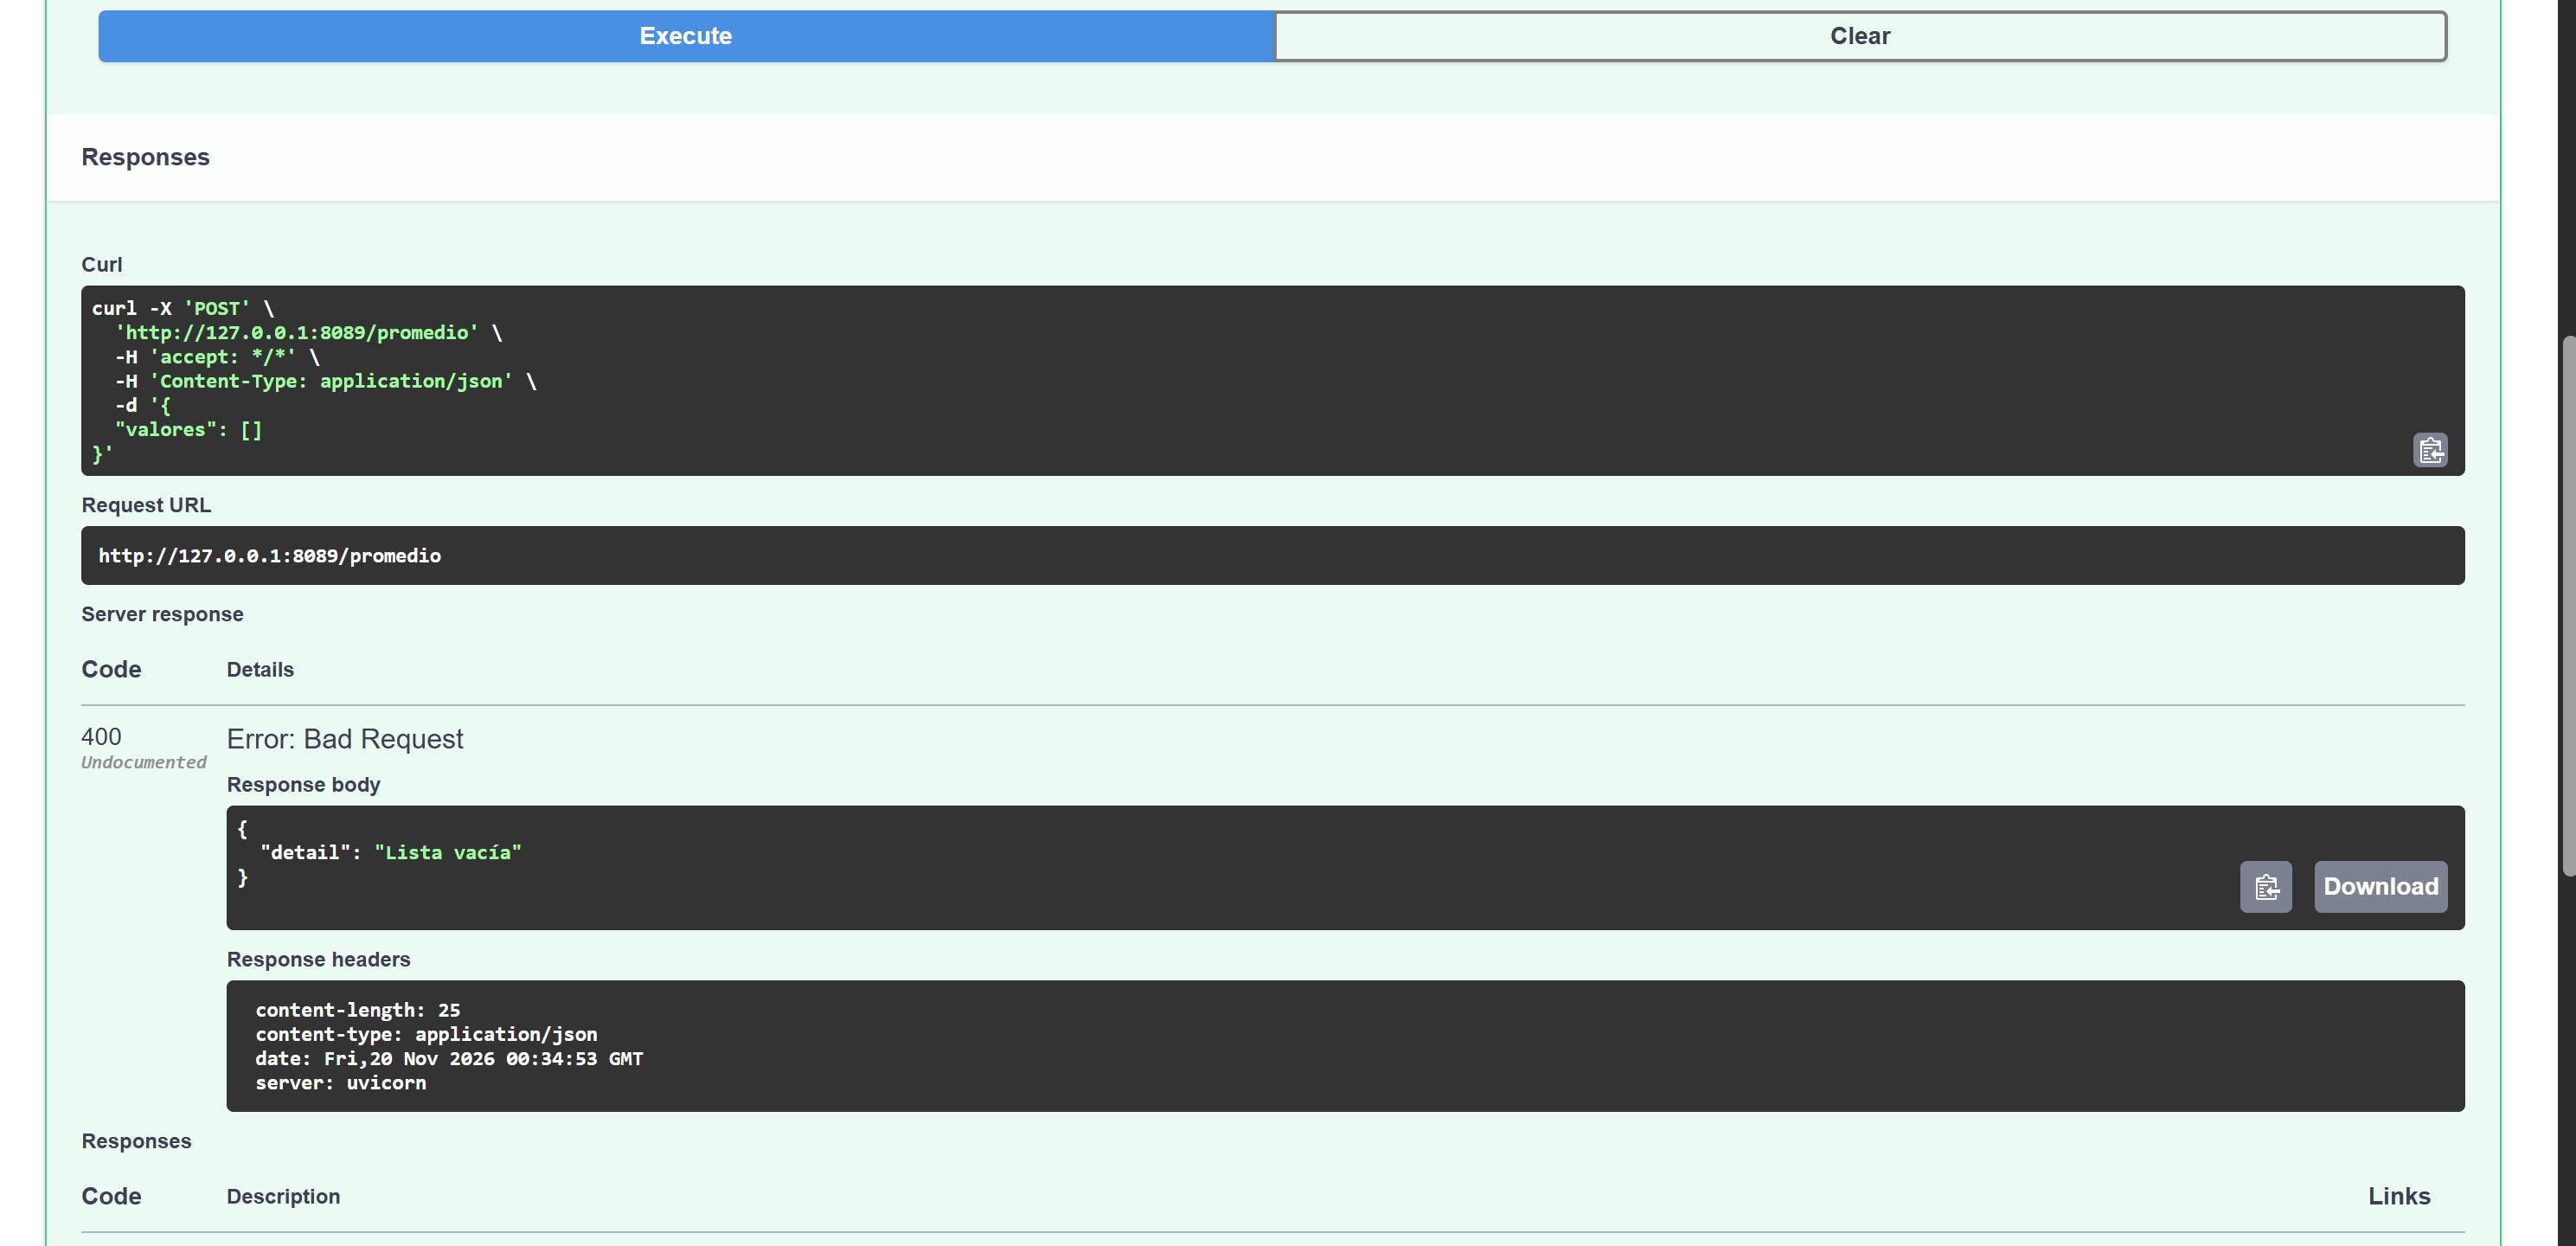 Execute
Clear
Responses
Curl
curl -X 'POST' \
  'http://127.0.0.1:8089/promedio' \
  -H 'accept: */*' \
  -H 'Content-Type: application/json' \
  -d '{
  "valores": []
}'
Request URL
http://127.0.0.1:8089/promedio
Server response
Code Details
400
Undocumented
Error: Bad Request
Response body
{
  "detail": "Lista vacía"
}
Download
Response headers
content-length: 25
content-type: application/json
date: Fri,20 Nov 2026 00:34:53 GMT
server: uvicorn
Responses
Code Description Links